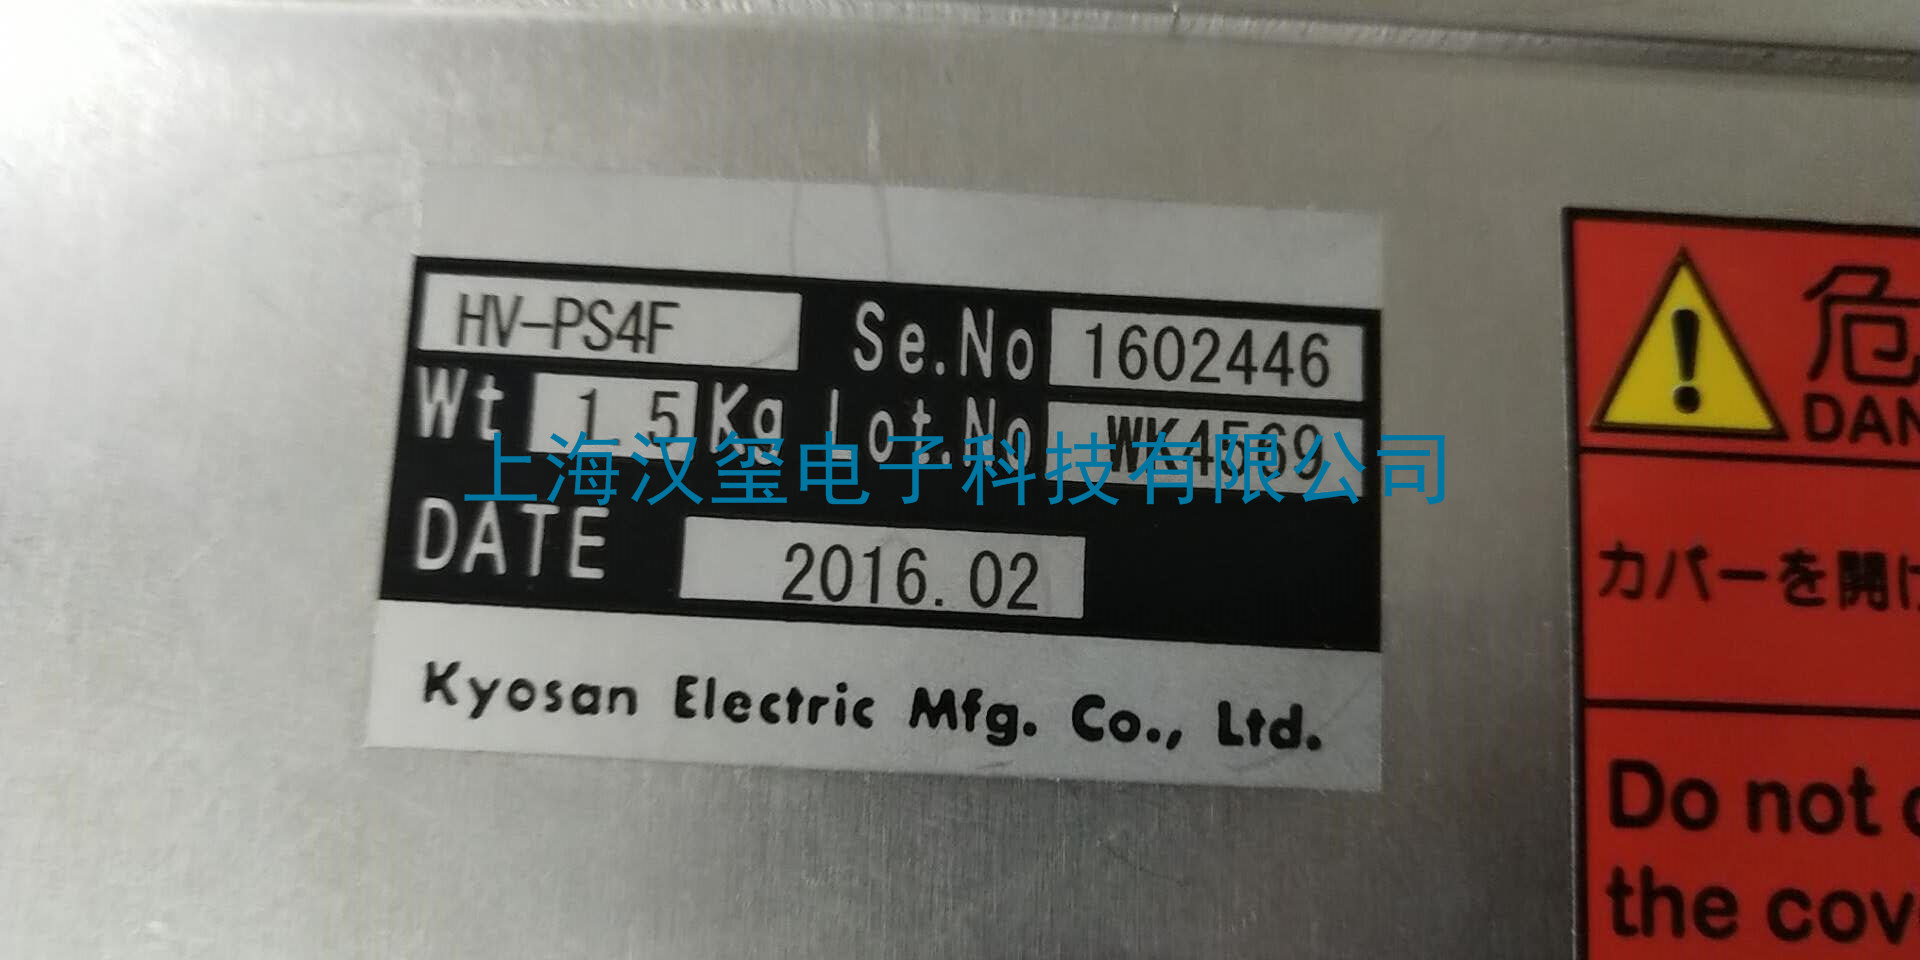 HV-PS4F Se.No 1602446
Wt 1.5 Kg Lot.No WK4569
上海汉玺电子科技有限公司
DATE 2016.02
Kyosan Electric Mfg. Co., Ltd.
危
DAN
カバーを開け
Do not
the cov